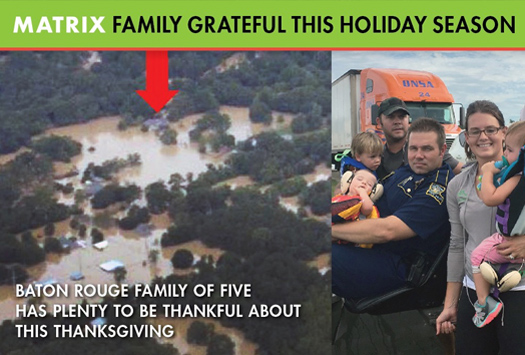 MATRIX FAMILY GRATEFUL THIS HOLIDAY SEASON
BNSA
24
BATON ROUGE FAMILY OF FIVE
HAS PLENTY TO BE THANKFUL ABOUT
THIS THANKSGIVING